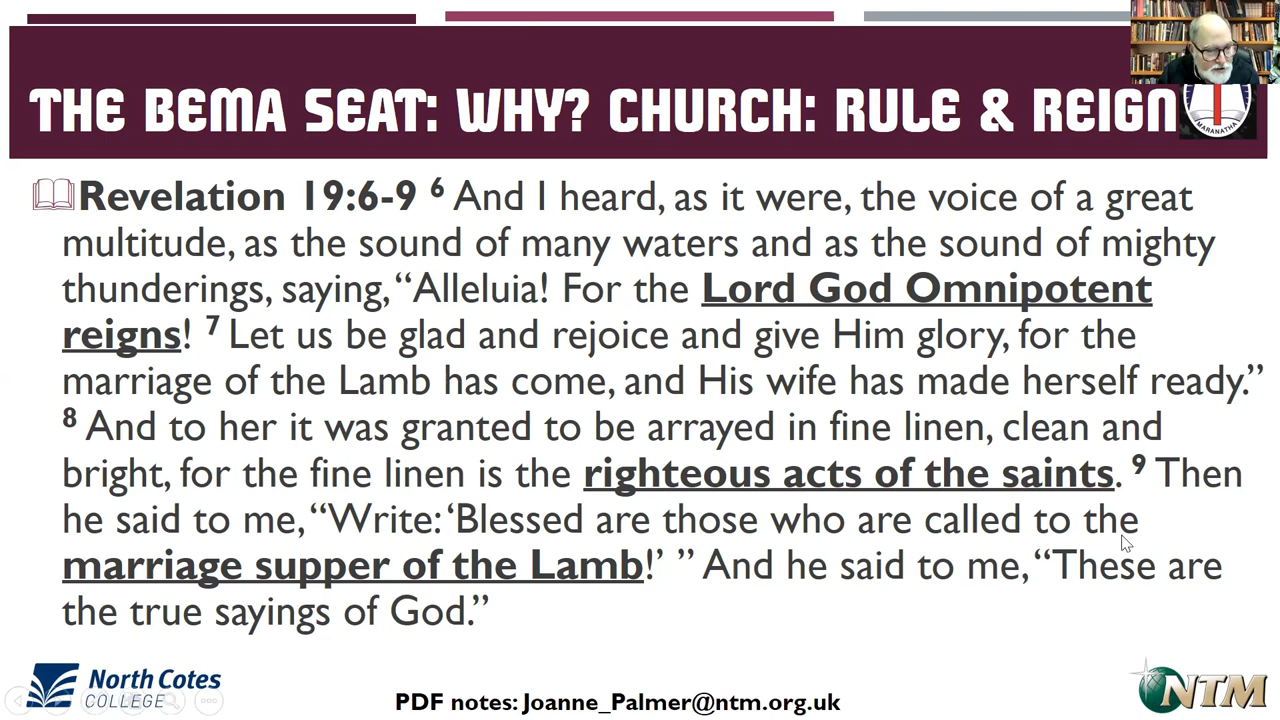 THE BEMA SEAT: WHY? CHURCH: RULE & REIGN
MARANATHA
Revelation 19:6-9 6 And I heard, as it were, the voice of a great
multitude, as the sound of many waters and as the sound of mighty
thunderings, saying, “Alleluia! For the Lord God Omnipotent
reigns! 7 Let us be glad and rejoice and give Him glory, for the
marriage of the Lamb has come, and His wife has made herself ready.”
8 And to her it was granted to be arrayed in fine linen, clean and
bright, for the fine linen is the righteous acts of the saints. 9 Then
he said to me, “Write: ‘Blessed are those who are called to the
marriage supper of the Lamb!’ ” And he said to me, “These are
the true sayings of God.”
North Cotes
COLLEGE
PDF notes: Joanne_Palmer@ntm.org.uk
NTM